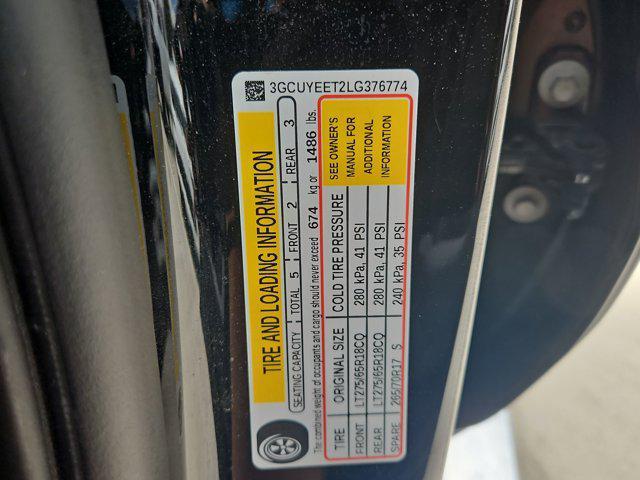 3GCUYEET2LG376774
TIRE AND LOADING INFORMATION
SEATING CAPACITY TOTAL 5 FRONT 2 REAR 3
The combined weight of occupants and cargo should never exceed 674 kg or 1486 lbs.
TIRE ORIGINAL SIZE COLD TIRE PRESSURE SEE OWNER'S
FRONT LT275/65R18CQ 280 kPa, 41 PSI MANUAL FOR
REAR LT275/65R18CQ 280 kPa, 41 PSI ADDITIONAL
SPARE 265/70R17 S 240 kPa, 35 PSI INFORMATION